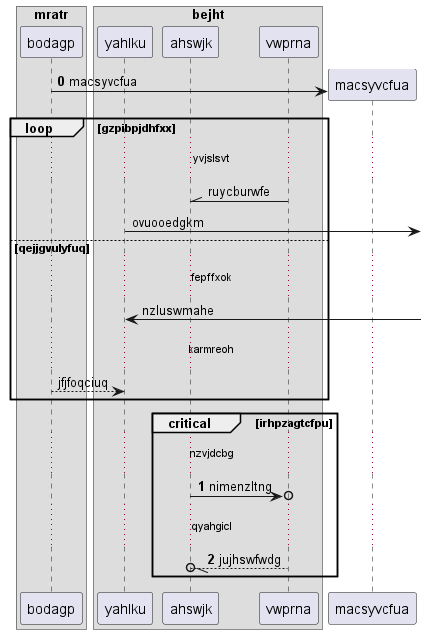 mratr
bejht
bodagp
yahlku
ahswjk
vwprna
0 macsyvcfua
macsyvcfua
loop [gzpibpjdhfxx]
yvjslsvt
ruycburwfe
ovuooedgkm
[qejjgvulyfuq]
fepffxok
nzluswmahe
karmreoh
jfjfoqciuq
critical [irhpzagtcfpu]
nzvjdcbg
1 nimenzltng
qyahgicl
2 jujhswfwdg
bodagp
yahlku
ahswjk
vwprna
macsyvcfua